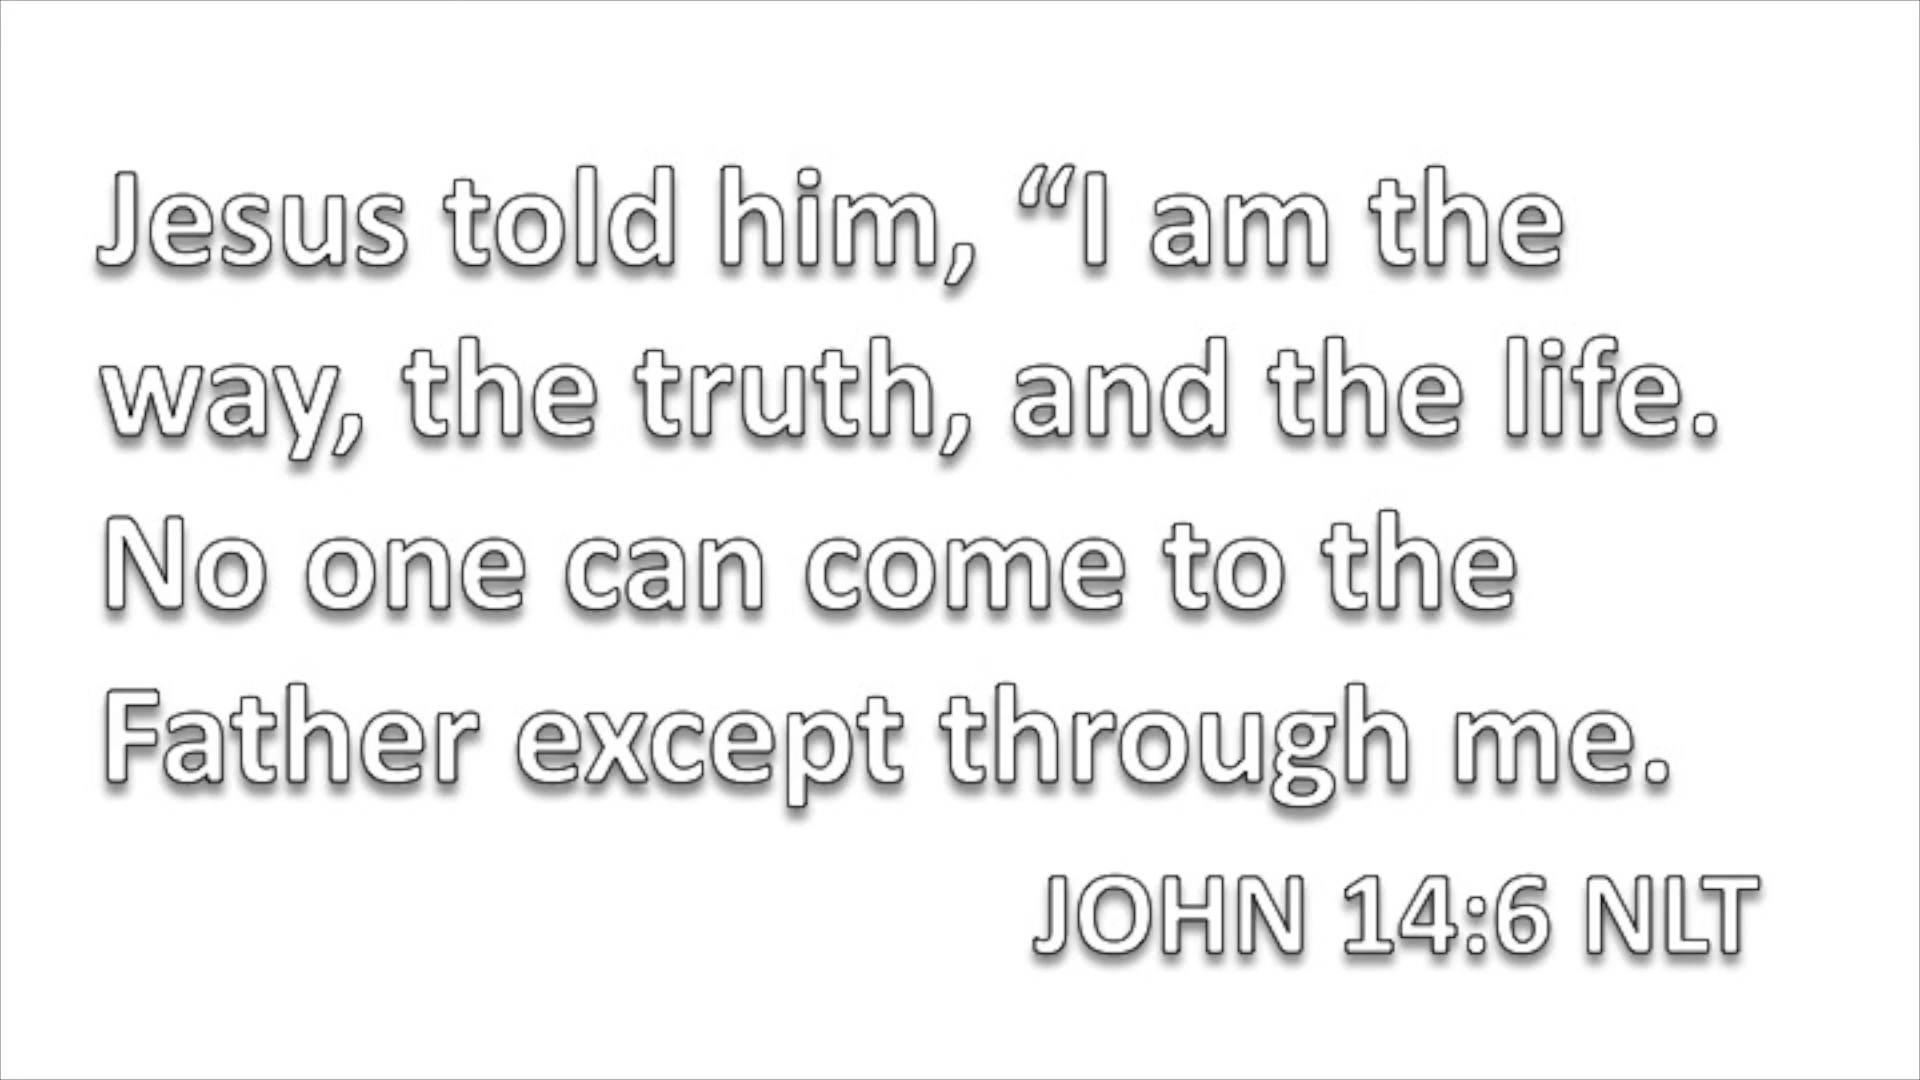 Jesus told him, “I am the
way, the truth, and the life.
No one can come to the
Father except through me.
JOHN 14:6 NLT